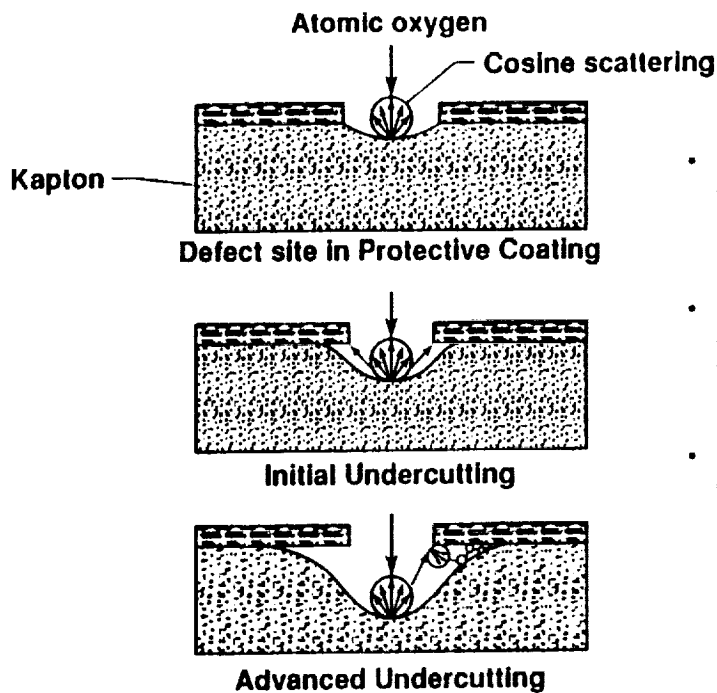 Atomic oxygen
Cosine scattering
Kapton
Defect site in Protective Coating
Initial Undercutting
Advanced Undercutting